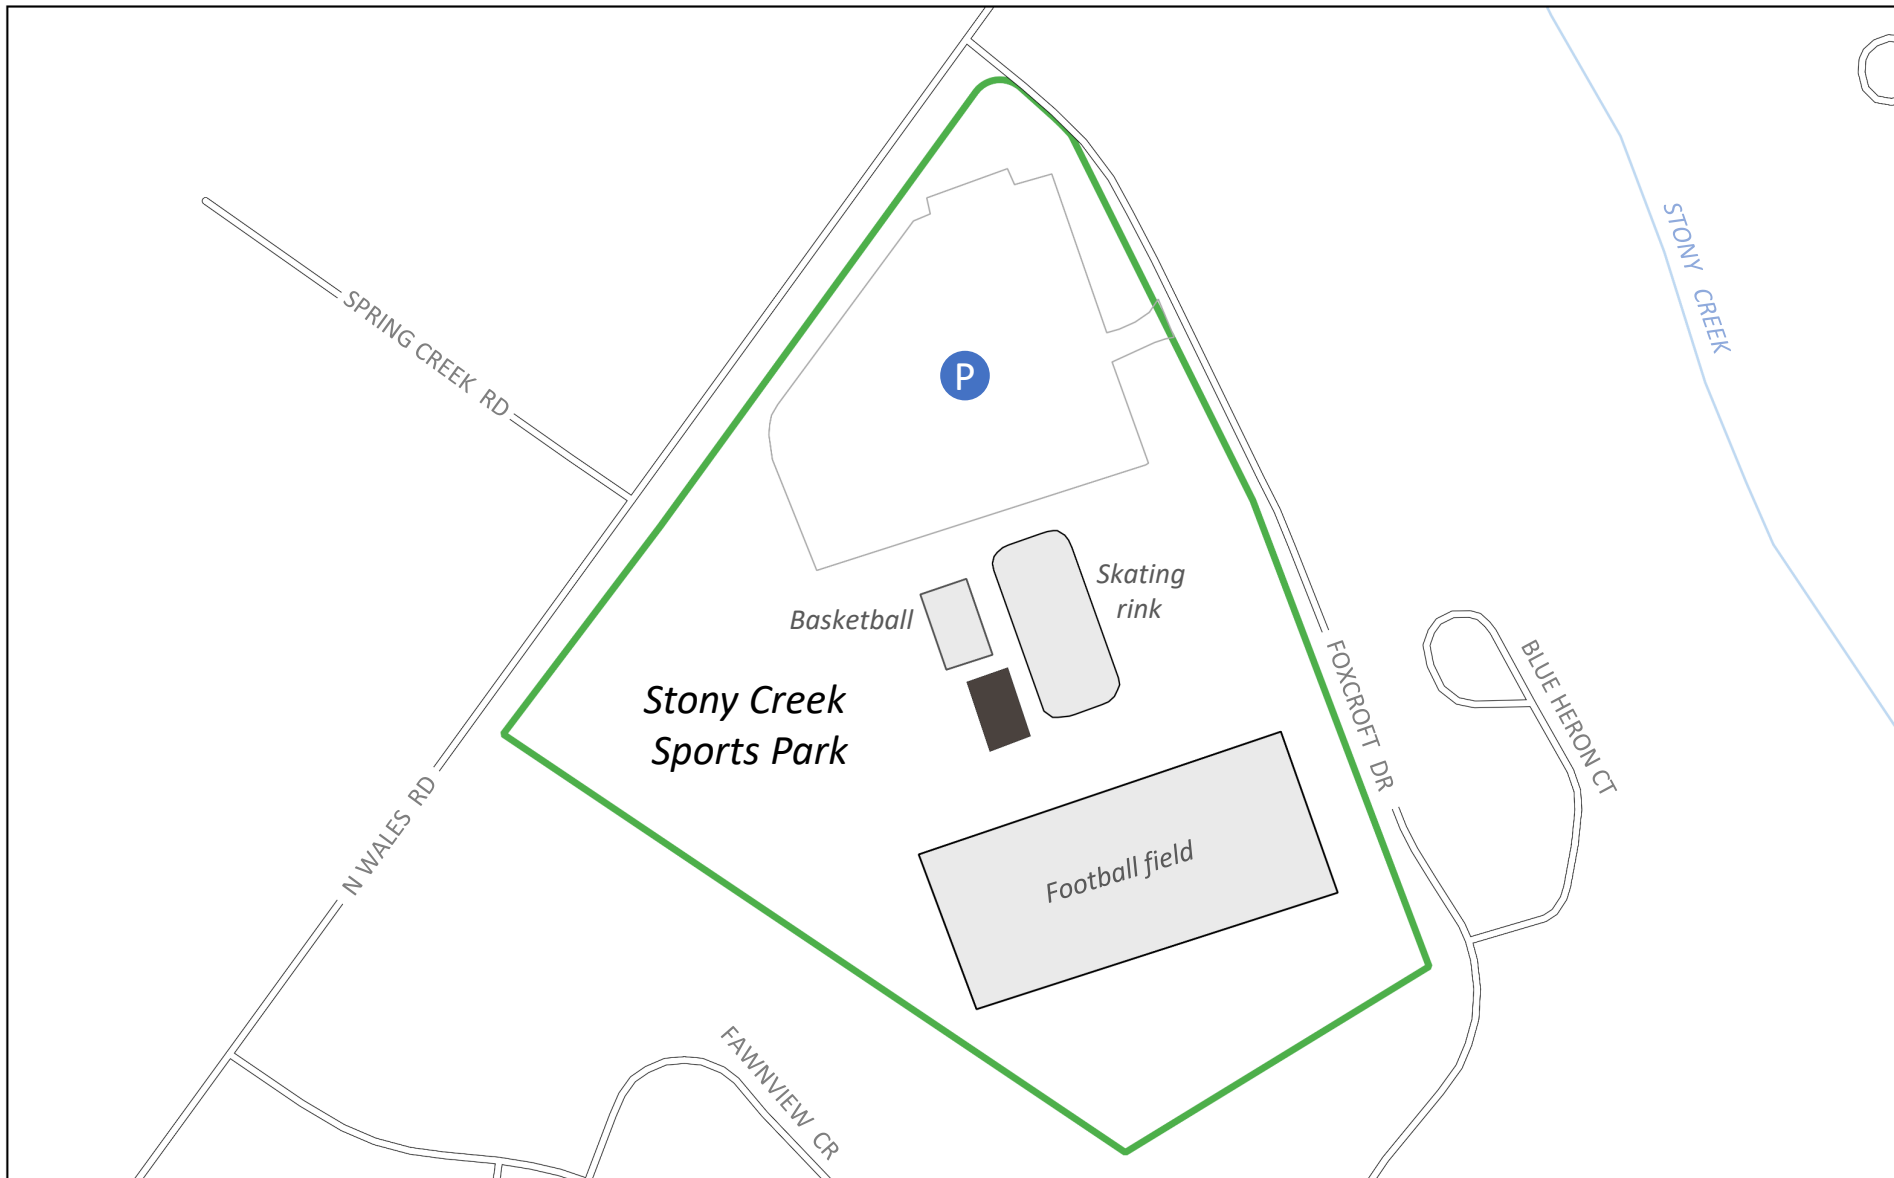 STONY CREEK
SPRING CREEK RD
P
Skating
rink
Basketball
Stony Creek
Sports Park
FOXCROFT DR
BLUE HERON CT
N WALES RD
Football field
FAWNVIEW CR